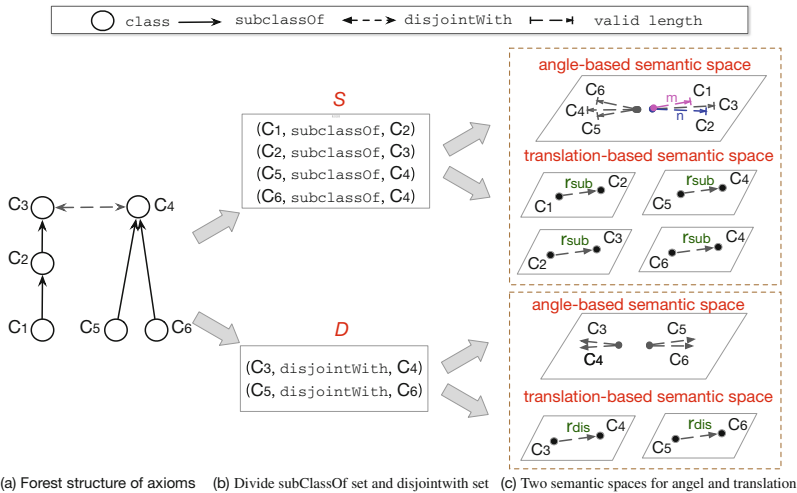 class subclassOf disjointWith valid length
S
(C1, subclassOf, C2)
(C2, subclassOf, C3)
(C5, subclassOf, C4)
(C6, subclassOf, C4)
angle-based semantic space
C6 C1
m
C4 C3
n
C5 C2
translation-based semantic space
rsub C2 rsub C4
C1 C5
rsub C3 rsub C4
C2 C6
C3 C4
C2
C1 C5 C6
D
(C3, disjointWith, C4)
(C5, disjointWith, C6)
angle-based semantic space
C3 C5
C4 C6
translation-based semantic space
rdis C4 rdis C6
C3 C5
(a) Forest structure of axioms (b) Divide subClassOf set and disjointwith set (c) Two semantic spaces for angel and translation